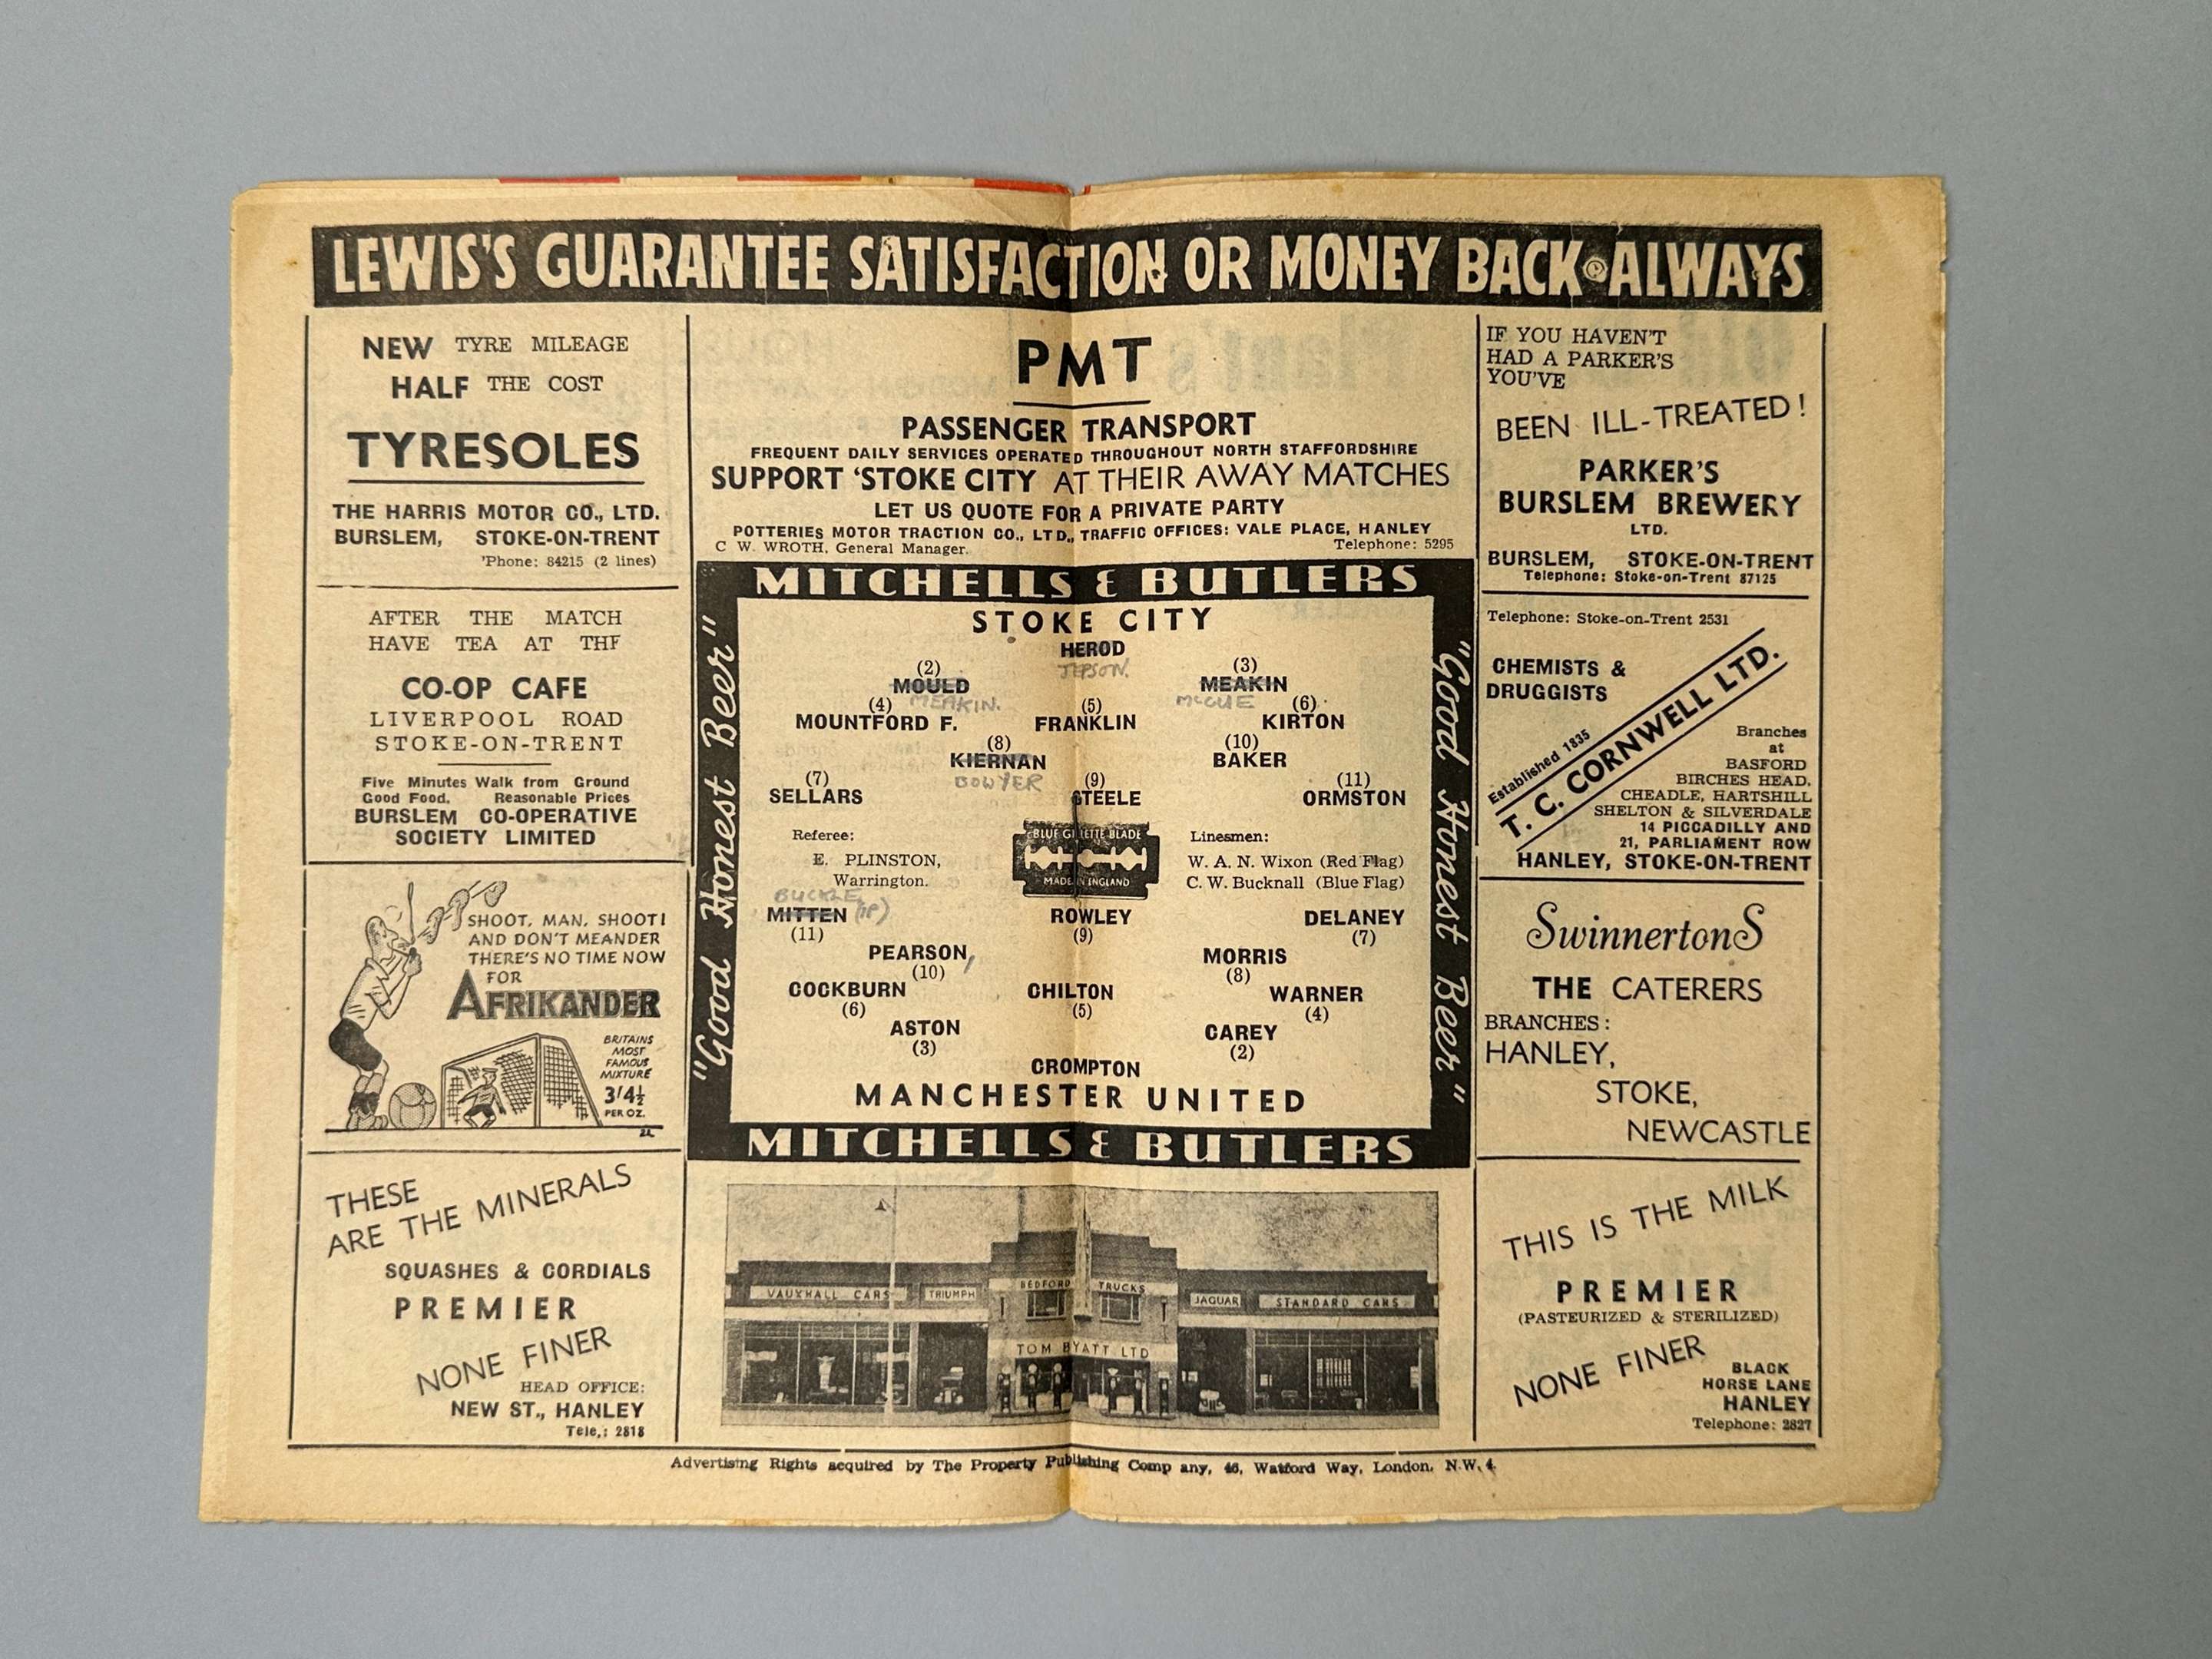 LEWIS'S GUARANTEE SATISFACTION OR MONEY BACK ALWAYS
NEW TYRE MILEAGE
HALF THE COST
TYRESOLES
THE HARRIS MOTOR CO., LTD.
BURSLEM, STOKE-ON-TRENT
'Phone: 84215 (2 lines)
AFTER THE MATCH
HAVE TEA AT THE
CO-OP CAFE
LIVERPOOL ROAD
STOKE-ON-TRENT
Five Minutes Walk from Ground
Good Food. Reasonable Prices
BURSLEM CO-OPERATIVE
SOCIETY LIMITED
SHOOT, MAN, SHOOT!
AND DON'T MEANDER
THERE'S NO TIME NOW
FOR
AFRIKANDER
BRITAINS
MOST
FAMOUS
MIXTURE
3/4½
PER OZ.
THESE
ARE THE MINERALS
SQUASHES & CORDIALS
PREMIER
NONE FINER
HEAD OFFICE:
NEW ST., HANLEY
Tele,: 2818
PMT
PASSENGER TRANSPORT
FREQUENT DAILY SERVICES OPERATED THROUGHOUT NORTH STAFFORDSHIRE
SUPPORT 'STOKE CITY AT THEIR AWAY MATCHES
LET US QUOTE FOR A PRIVATE PARTY
POTTERIES MOTOR TRACTION CO., LTD., TRAFFIC OFFICES: VALE PLACE, HANLEY
C W. WROTH, General Manager. Telephone: 5295
MITCHELLS & BUTLERS
"Good Honest Beer"
STOKE CITY
HEROD
JEPSON.
(2) (3)
MOULD MEAKIN
MEAKIN. McCUE
(4) (5) (6)
MOUNTFORD F. FRANKLIN KIRTON
(8) (10)
KIERNAN BAKER
BOWYER
(7) (9) (11)
SELLARS STEELE ORMSTON
Referee:
E. PLINSTON,
Warrington.
BLUE GILLETTE BLADE
MADE IN ENGLAND
Linesmen:
W. A. N. Wixon (Red Flag)
C. W. Bucknall (Blue Flag)
BUCKLE
MITTEN ROWLEY DELANEY
(11) (9) (7)
PEARSON, MORRIS
(10) (8)
COCKBURN CHILTON WARNER
(6) (5) (4)
ASTON CAREY
(3) (2)
CROMPTON
MANCHESTER UNITED
"Good Honest Beer"
MITCHELLS & BUTLERS
BEDFORD TRUCKS
VAUXHALL CARS TRIUMPH JAGUAR STANDARD CARS
TOM BYATT LTD
IF YOU HAVEN'T
HAD A PARKER'S
YOU'VE
BEEN ILL-TREATED!
PARKER'S
BURSLEM BREWERY
LTD.
BURSLEM, STOKE-ON-TRENT
Telephone: Stoke-on-Trent 87125
Telephone: Stoke-on-Trent 2531
CHEMISTS &
DRUGGISTS
Established 1835
T. C. CORNWELL LTD.
Branches
at
BASFORD
BIRCHES HEAD,
CHEADLE, HARTSHILL
SHELTON & SILVERDALE
14 PICCADILLY AND
21, PARLIAMENT ROW
HANLEY, STOKE-ON-TRENT
SwinnertonS
THE CATERERS
BRANCHES:
HANLEY,
STOKE,
NEWCASTLE
THIS IS THE MILK
PREMIER
(PASTEURIZED & STERILIZED)
NONE FINER
BLACK
HORSE LANE
HANLEY
Telephone: 2827
Advertising Rights acquired by The Property Publishing Comp any, 46, Watford Way, London, N.W.4.